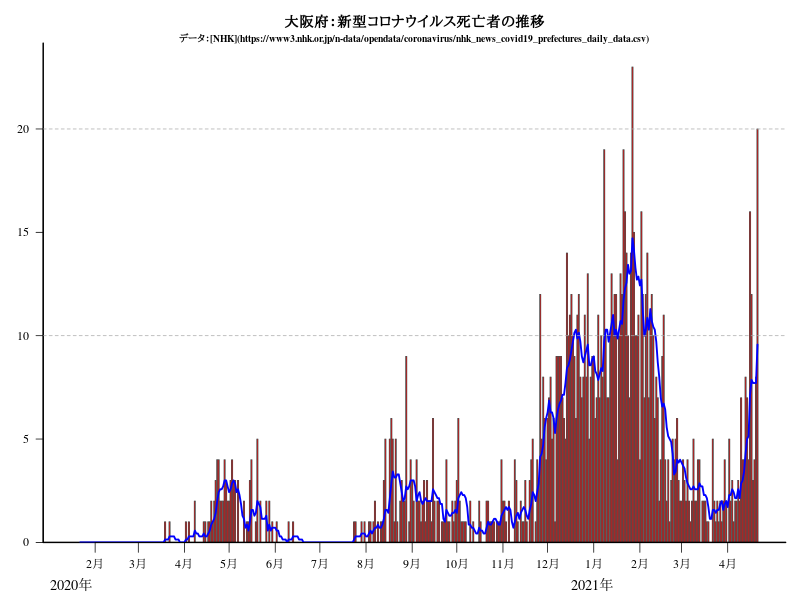 大阪府：新型コロナウイルス死亡者の推移
データ：[NHK](https://www3.nhk.or.jp/n-data/opendata/coronavirus/nhk_news_covid19_prefectures_daily_data.csv)
20
15
10
5
0
2月 3月 4月 5月 6月 7月 8月 9月 10月 11月 12月 1月 2月 3月 4月
2020年 2021年